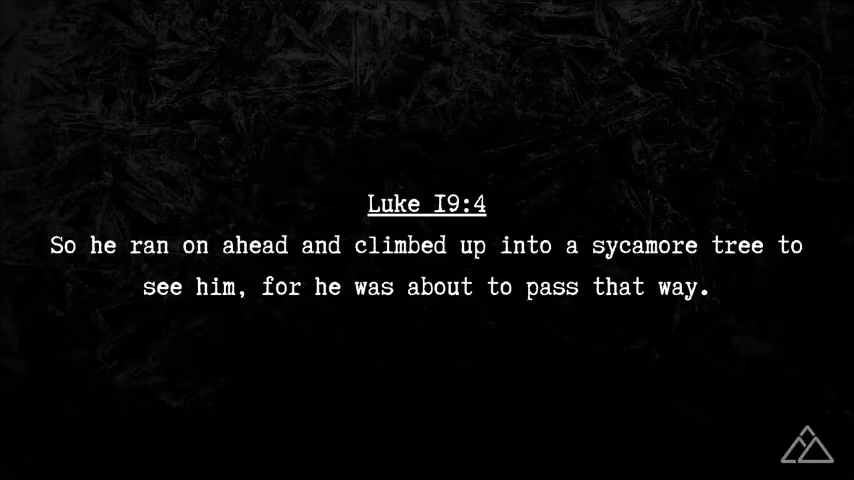 Luke 19:4
So he ran on ahead and climbed up into a sycamore tree to
see him, for he was about to pass that way.